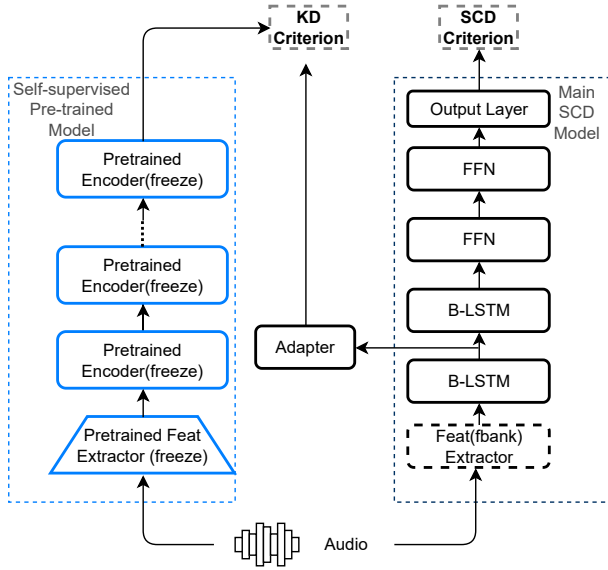 KD
Criterion
SCD
Criterion
Self-supervised
Pre-trained
Model
Pretrained
Encoder(freeze)
Pretrained
Encoder(freeze)
Pretrained
Encoder(freeze)
Pretrained Feat
Extractor (freeze)
Adapter
Main
SCD
Model
Output Layer
FFN
FFN
B-LSTM
B-LSTM
Feat(fbank)
Extractor
Audio